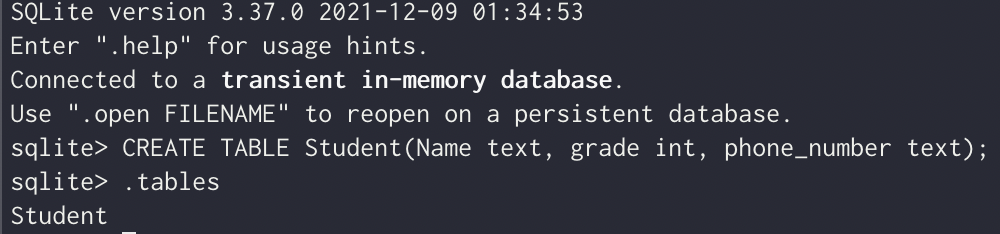 SQLite version 3.37.0 2021-12-09 01:34:53
Enter ".help" for usage hints.
Connected to a transient in-memory database.
Use ".open FILENAME" to reopen on a persistent database.
sqlite> CREATE TABLE Student(Name text, grade int, phone_number text);
sqlite> .tables
Student